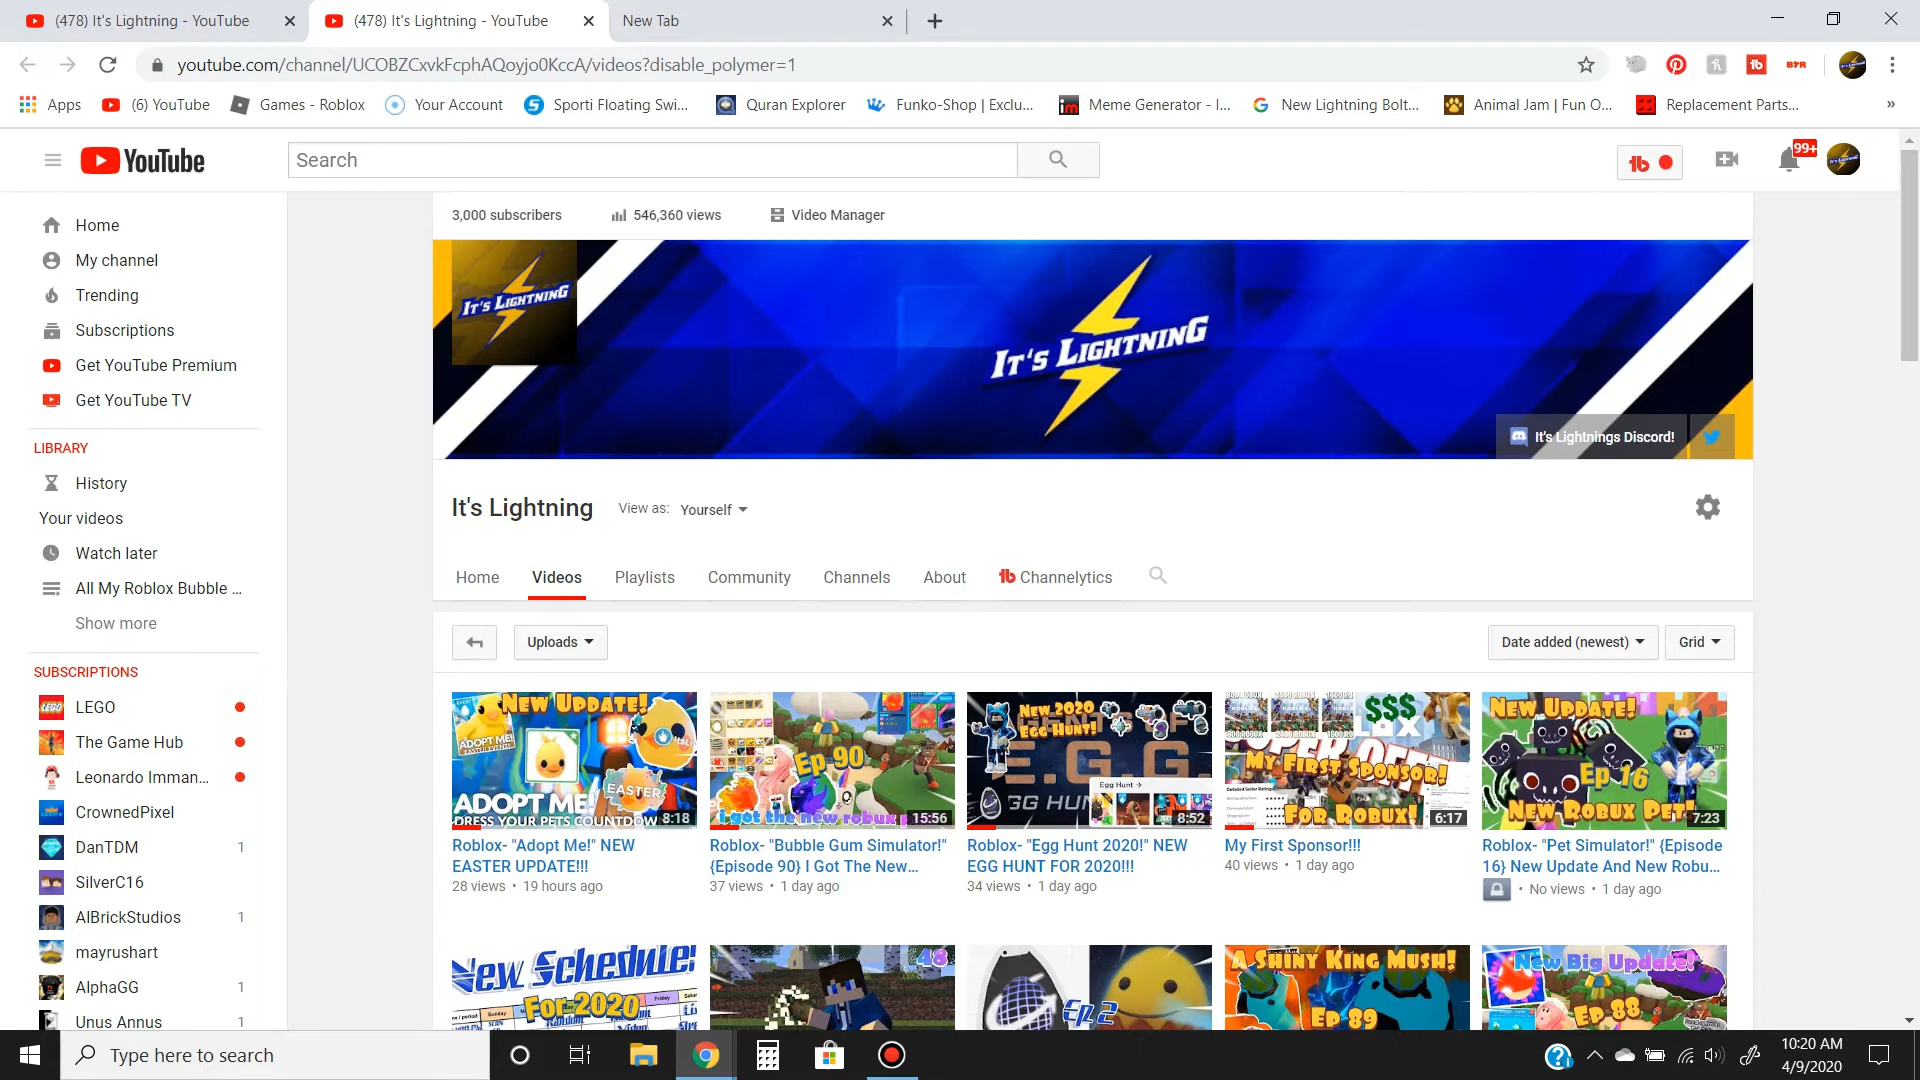 (478) It's Lightning - YouTube
(478) It's Lightning - YouTube
New Tab
youtube.com/channel/UCOBZCxvkFcphAQoyjo0KccA/videos?disable_polymer=1
Apps
(6) YouTube
Games - Roblox
Your Account
Sporti Floating Swi...
Quran Explorer
Funko-Shop | Exclu...
Meme Generator - I...
New Lightning Bolt...
Animal Jam | Fun O...
Replacement Parts...
YouTube
Search
99+
3,000 subscribers
546,360 views
Video Manager
Home
My channel
Trending
Subscriptions
Get YouTube Premium
Get YouTube TV
LIBRARY
History
Your videos
Watch later
All My Roblox Bubble ...
Show more
SUBSCRIPTIONS
LEGO
The Game Hub
Leonardo Imman...
CrownedPixel
DanTDM 1
SilverC16
AlBrickStudios 1
mayrushart
AlphaGG 1
Unus Annus 1
IT'S LIGHTNING
IT'S LIGHTNING
It's Lightnings Discord!
It's Lightning
View as: Yourself
Home
Videos
Playlists
Community
Channels
About
Channelytics
Uploads
Date added (newest)
Grid
NEW UPDATE!
ADOPT ME!
EASTER
ADOPT ME!
DRESS YOUR PETS COUNTDOWN
8:18
Roblox- "Adopt Me!" NEW
EASTER UPDATE!!!
28 views • 19 hours ago
Ep 90
i got the new robux
15:56
Roblox- "Bubble Gum Simulator!"
{Episode 90} I Got The New...
37 views • 1 day ago
NEW 2020
EGG HUNT!
E.G.G.
Egg Hunt →
8:52
Roblox- "Egg Hunt 2020!" NEW
EGG HUNT FOR 2020!!!
34 views • 1 day ago
$$$
MY FIRST SPONSOR!
FOR ROBUX!
6:17
My First Sponsor!!!
40 views • 1 day ago
NEW UPDATE!
EP 16
NEW ROBUX PET!
7:23
Roblox- "Pet Simulator!" {Episode
16} New Update And New Robu...
• No views • 1 day ago
New Schedule!
For 2020
Sunday
Friday
48
Ep 2
A SHINY KING MUSH!
EP 89
New Big Update!
EP 88
Type here to search
10:20 AM
4/9/2020